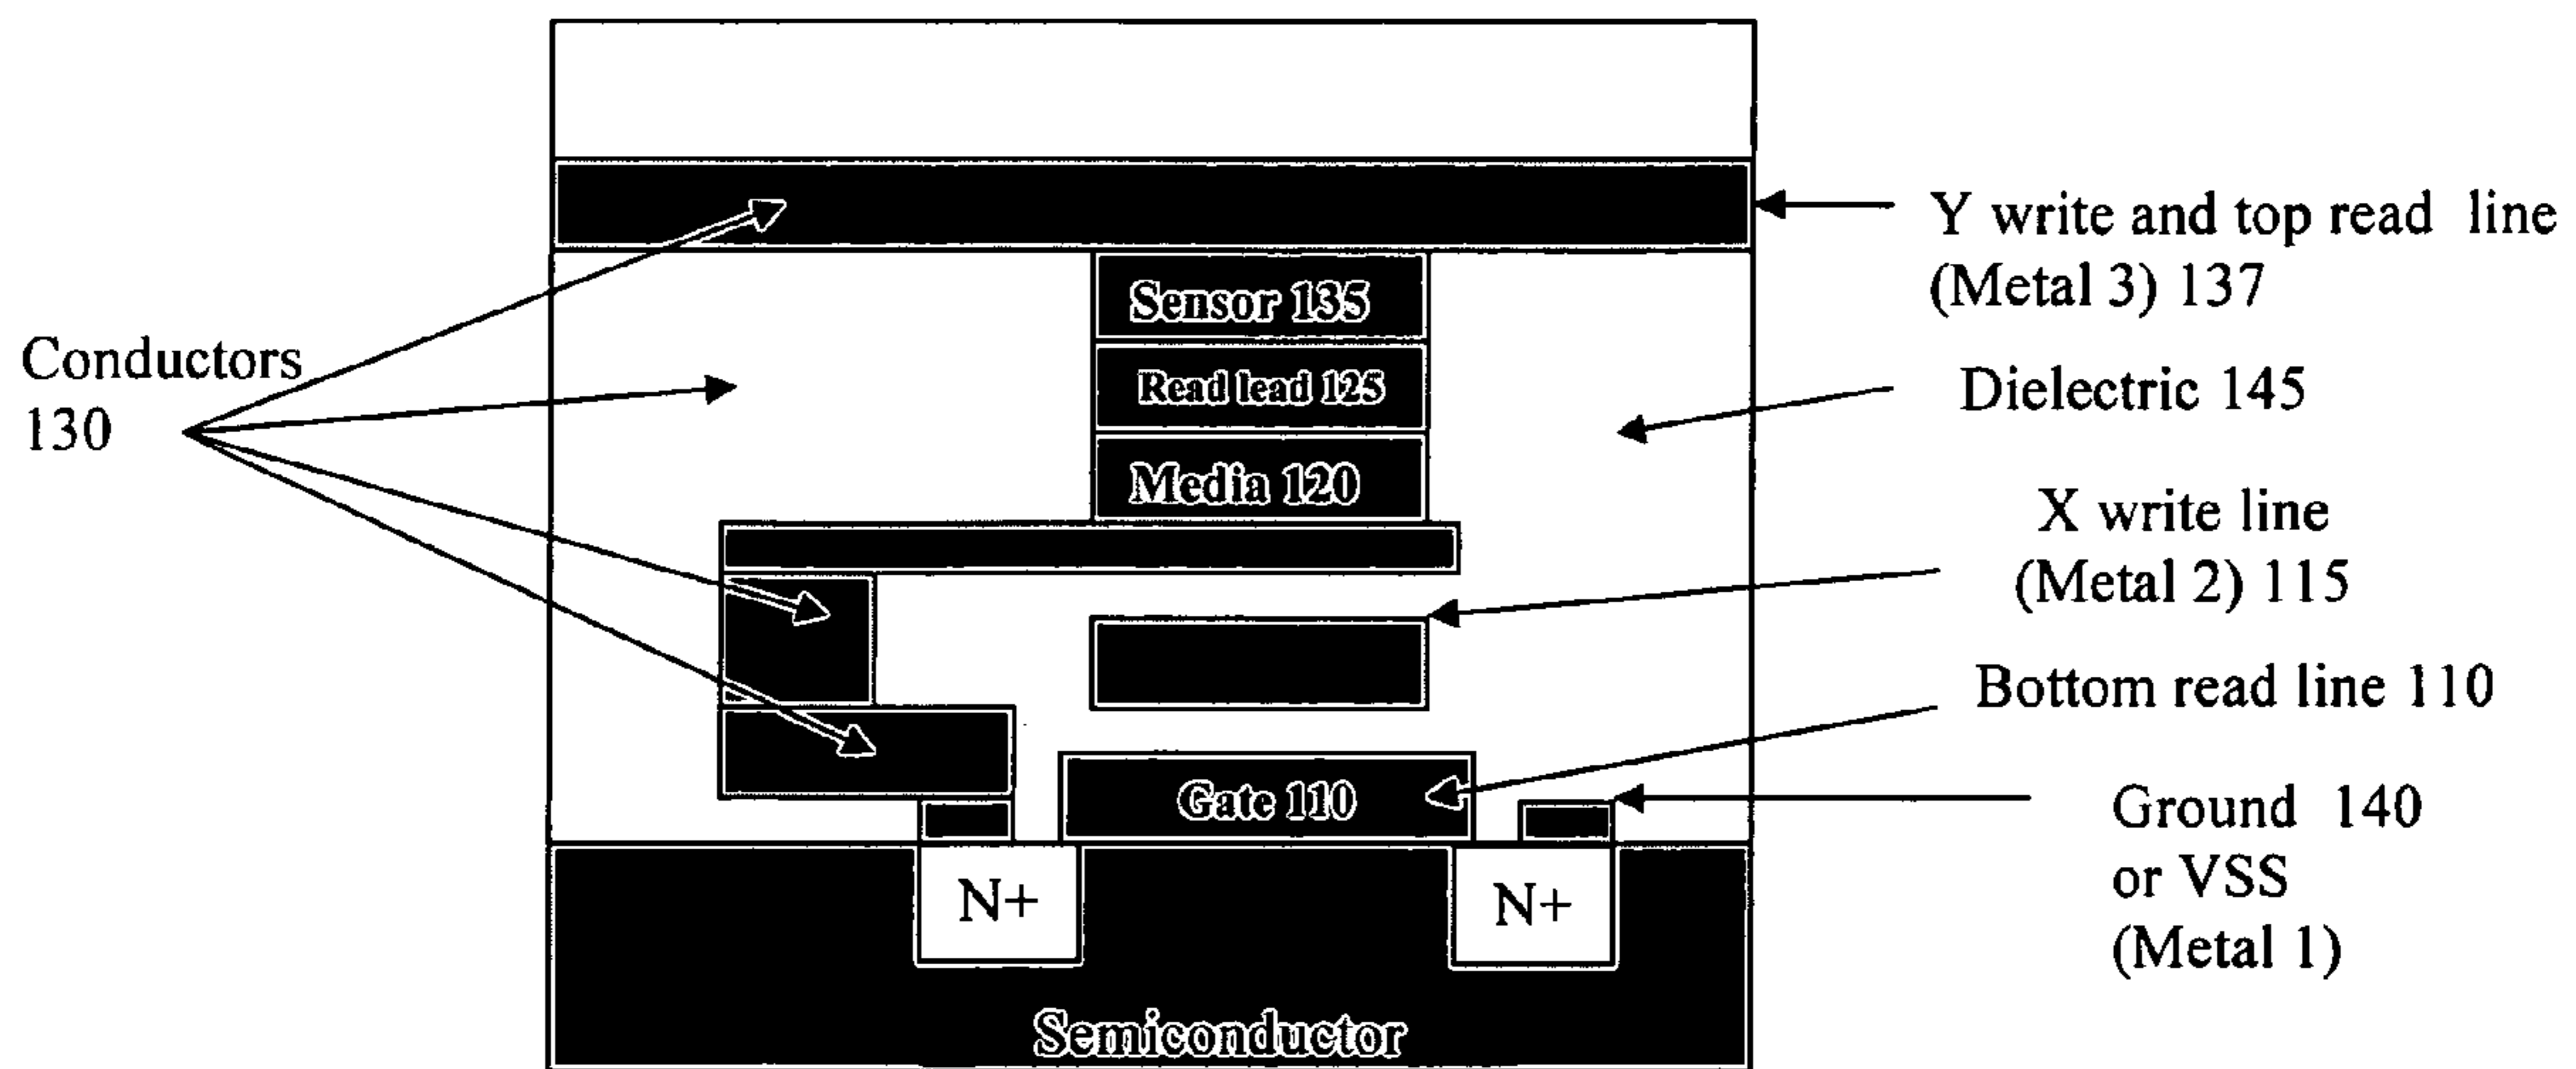 Y write and top read line
(Metal 3) 137
Sensor 135
Conductors
130
Read lead 125
Dielectric 145
Media 120
X write line
(Metal 2) 115
Bottom read line 110
Gate 110
Ground 140
or VSS
(Metal 1)
N+
N+
Semiconductor